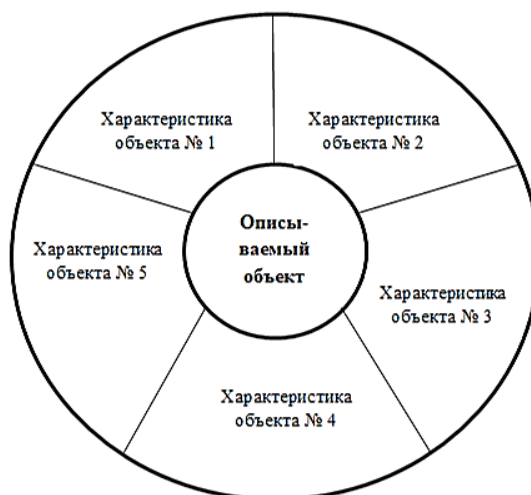 Характеристика
объекта № 1
Характеристика
объекта № 2
Описы-
ваемый
объект
Характеристика
объекта № 3
Характеристика
объекта № 4
Характеристика
объекта № 5